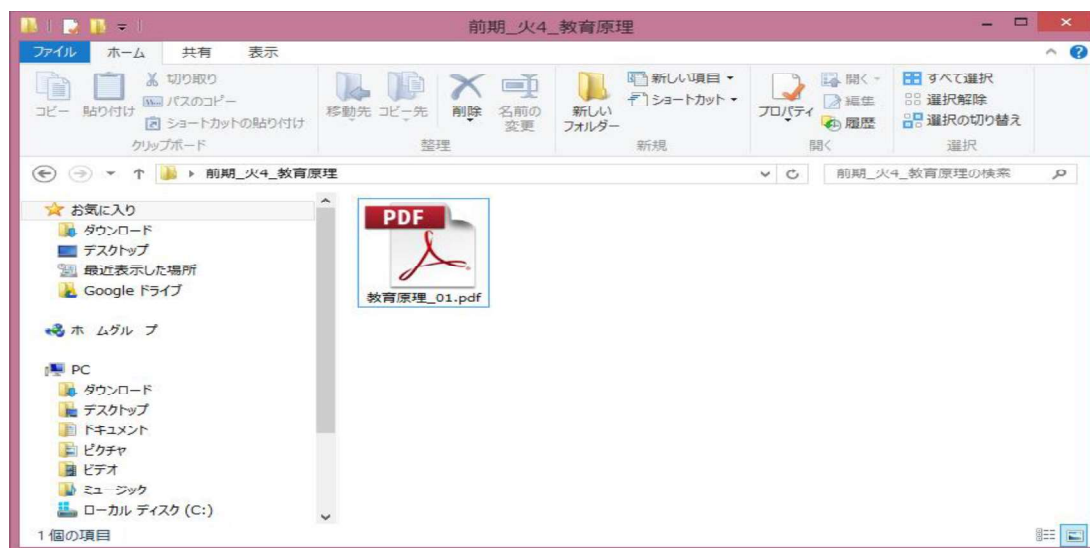 前期_火4_教育原理
ファイル ホーム 共有 表示
コピー 貼り付け 切り取り パスのコピー ショートカットの貼り付け
移動先 コピー先 削除 名前の変更
新しいフォルダー 新しい項目 ショートカット
プロパティ 開く 編集 履歴
すべて選択 選択解除 選択の切り替え
クリップボード 整理 新規 開く 選択
前期_火4_教育原理 前期_火4_教育原理の検索
お気に入り
ダウンロード
デスクトップ
最近表示した場所
Google ドライブ
PDF
教育原理_01.pdf
ホ ムグル プ
PC
ダウンロード
デスクトップ
ドキュメント
ピクチャ
ビデオ
ミュ ジック
ローカル ディスク (C:)
1個の項目